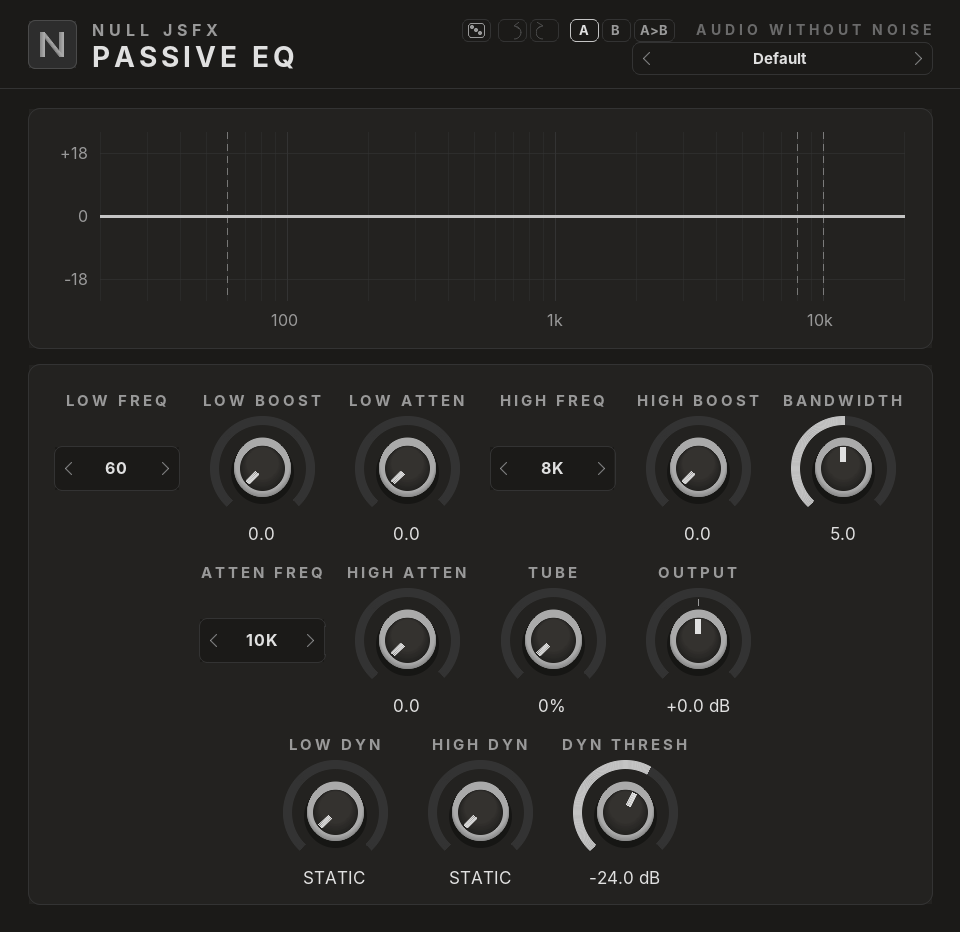 N
NULL JSFX
PASSIVE EQ
A B A>B
AUDIO WITHOUT NOISE
Default
+18
0
-18
100 1k 10k
LOW FREQ LOW BOOST LOW ATTEN HIGH FREQ HIGH BOOST BANDWIDTH
60 8K
0.0 0.0 0.0 5.0
ATTEN FREQ HIGH ATTEN TUBE OUTPUT
10K
0.0 0% +0.0 dB
LOW DYN HIGH DYN DYN THRESH
STATIC STATIC -24.0 dB